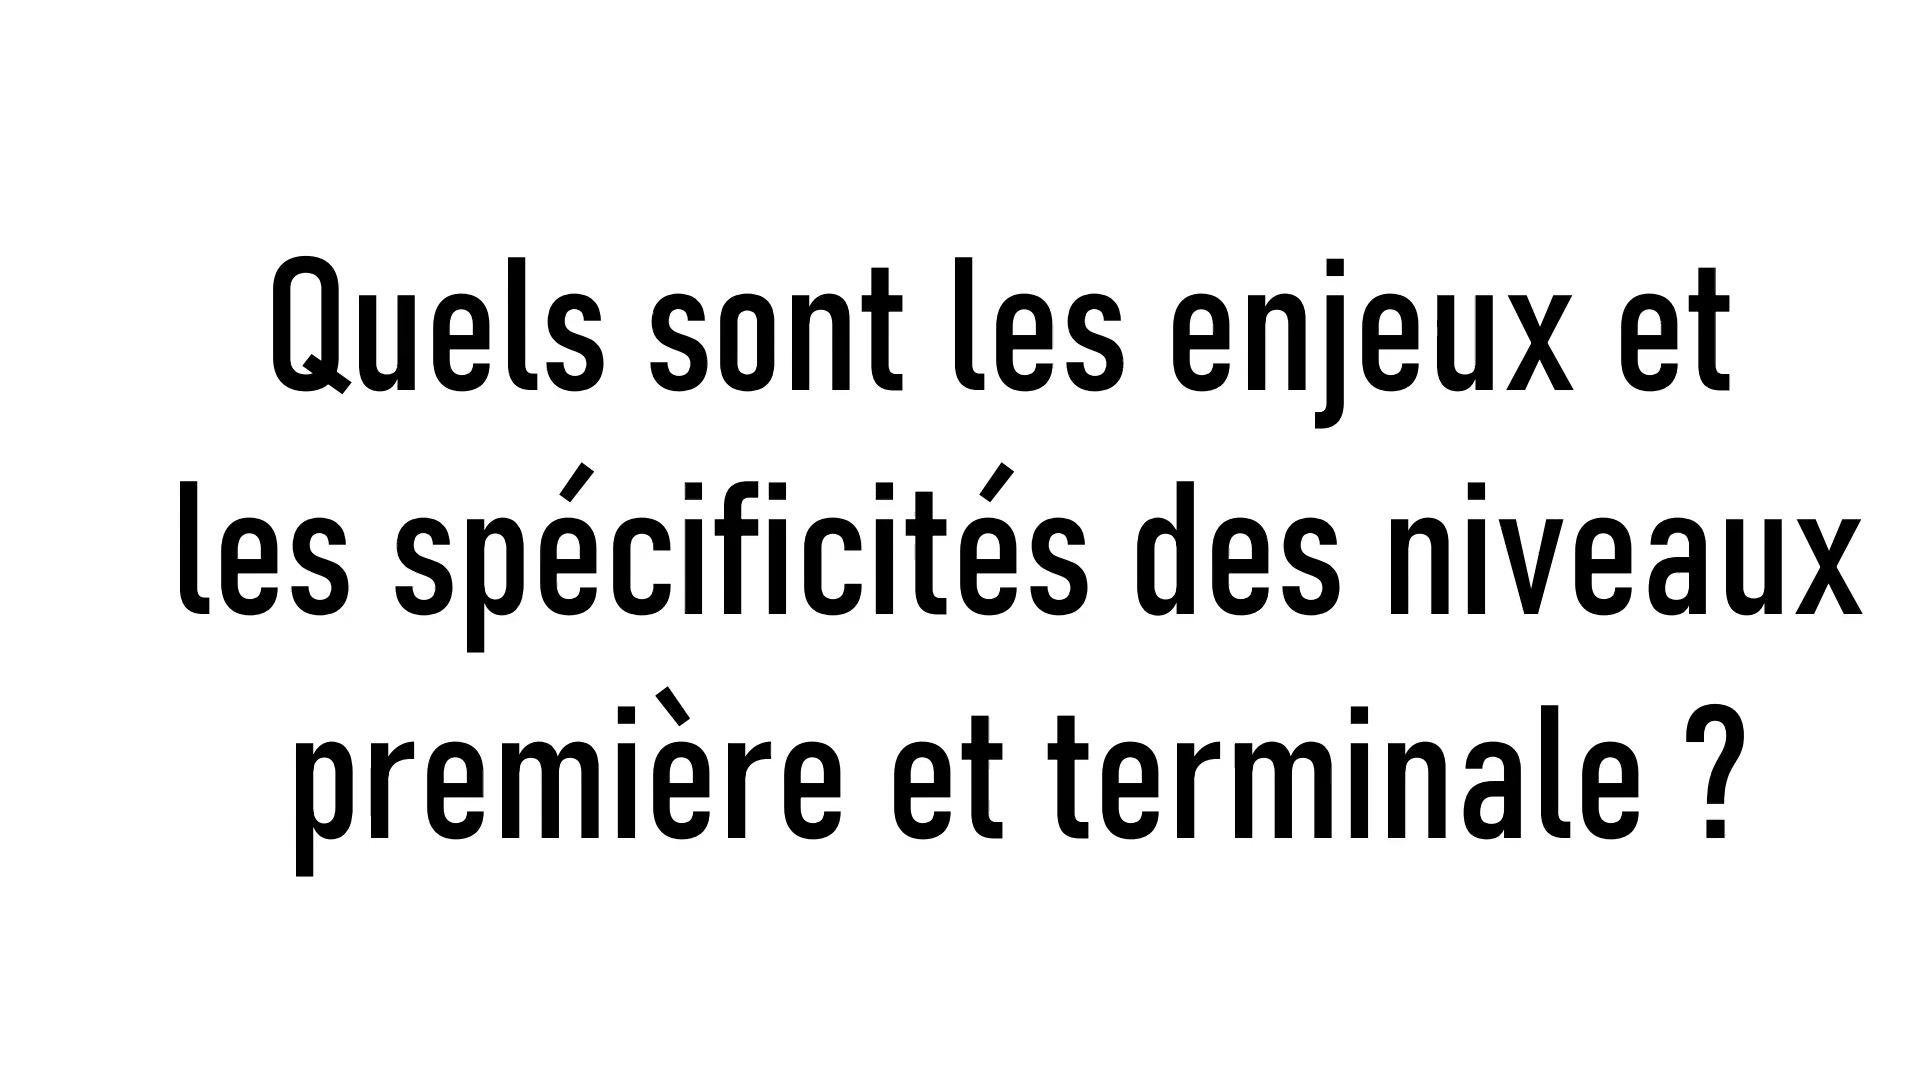 Quels sont les enjeux et
les spécificités des niveaux
première et terminale ?